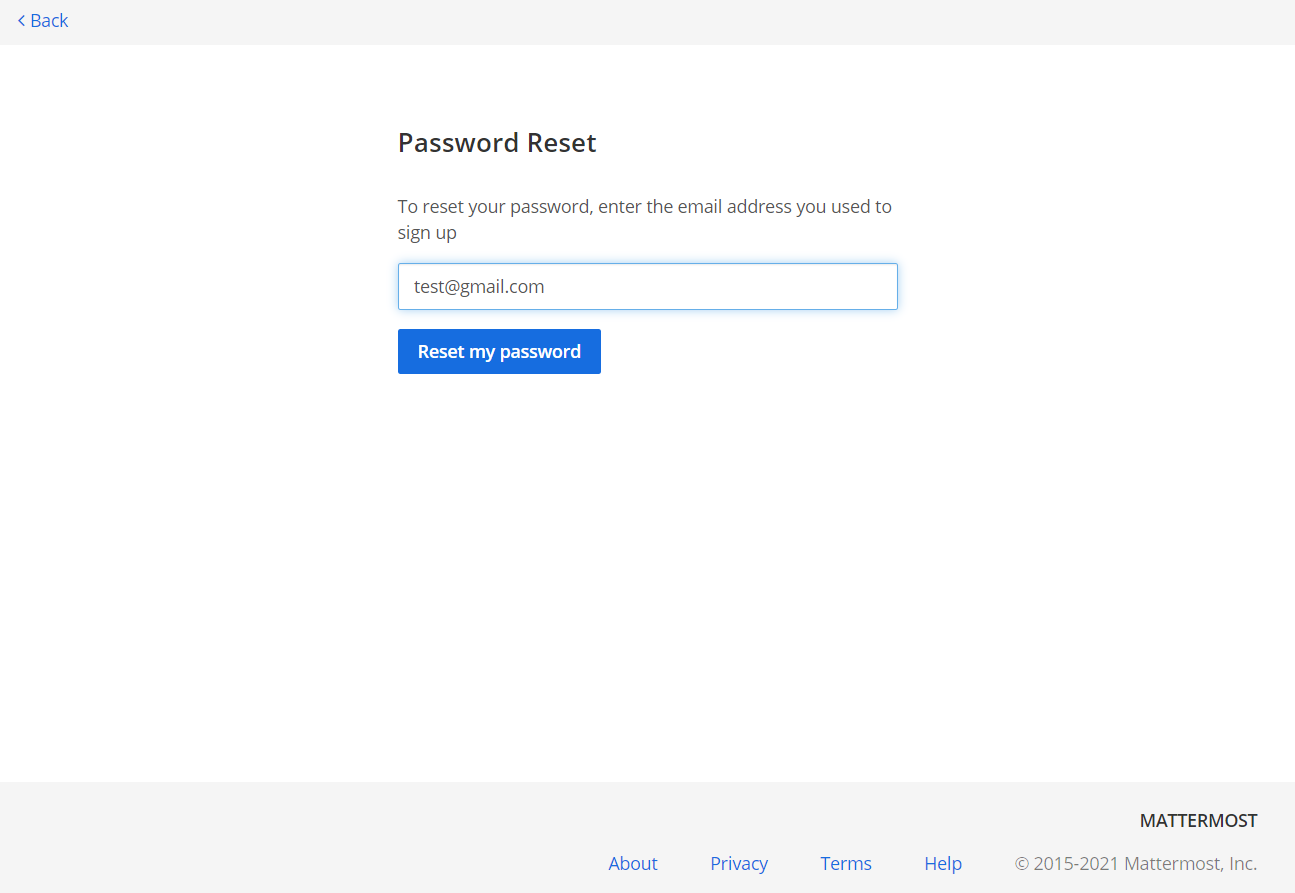 Back
Password Reset
To reset your password, enter the email address you used to
sign up
test@gmail.com
Reset my password
MATTERMOST
About Privacy Terms Help © 2015-2021 Mattermost, Inc.